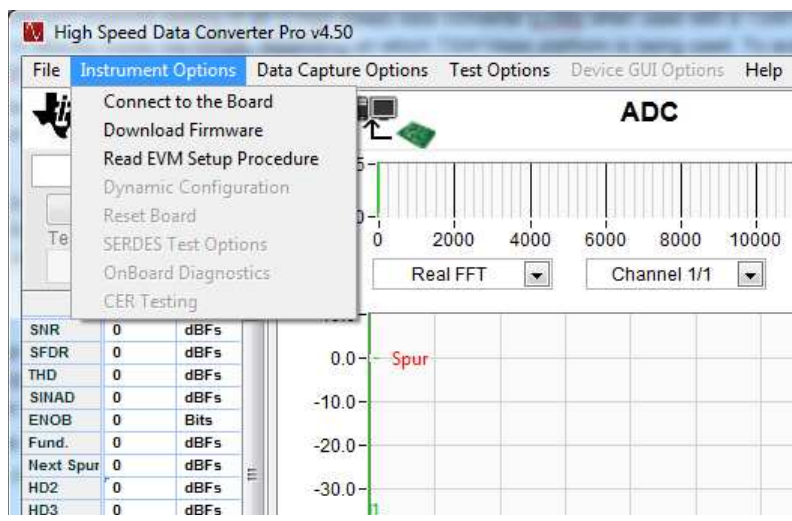 High Speed Data Converter Pro v4.50
File Instrument Options Data Capture Options Test Options Device GUI Options Help
Connect to the Board
Download Firmware
Read EVM Setup Procedure
Dynamic Configuration
Reset Board
SERDES Test Options
OnBoard Diagnostics
CER Testing
ADC
0 2000 4000 6000 8000 10000
Te
Real FFT Channel 1/1
SNR 0 dBFs
SFDR 0 dBFs
THD 0 dBFs
SINAD 0 dBFs
ENOB 0 Bits
Fund. 0 dBFs
Next Spur 0 dBFs
HD2 0 dBFs
HD3 0 dBFs
0.0 Spur
-10.0
-20.0
-30.0